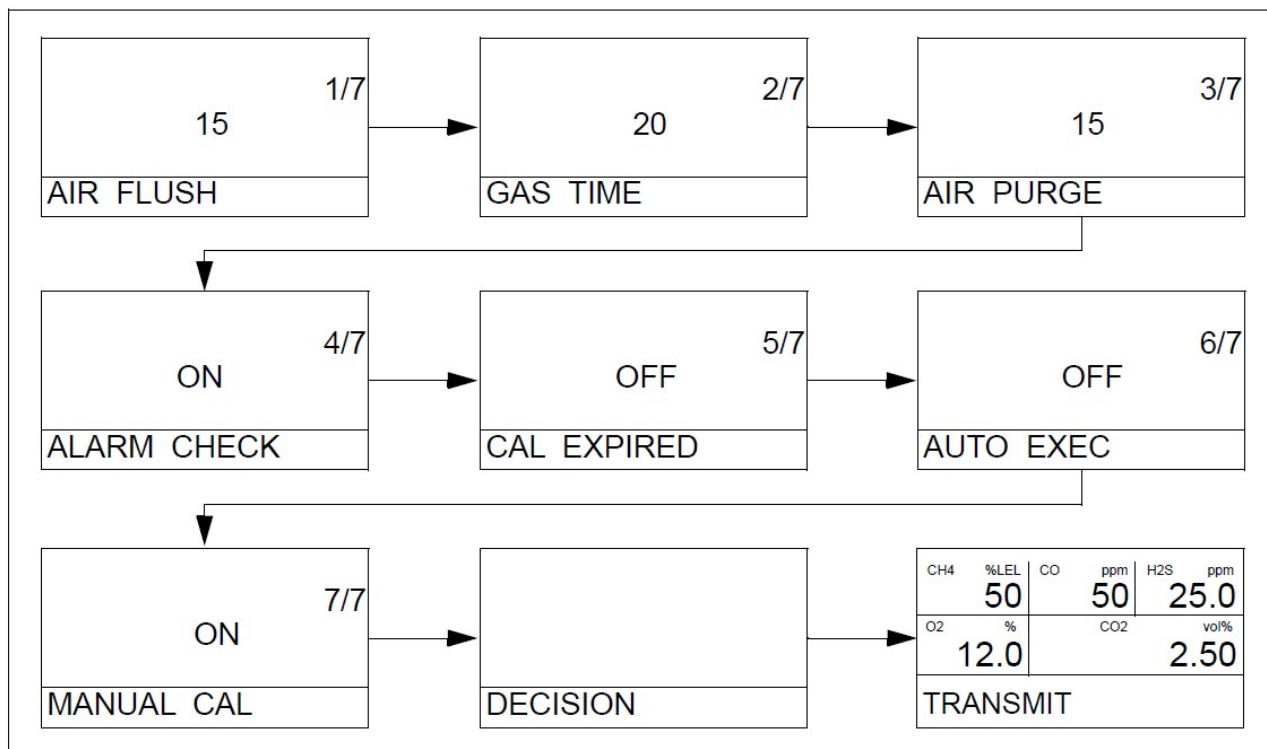 1/7
15
AIR FLUSH
2/7
20
GAS TIME
3/7
15
AIR PURGE
4/7
ON
ALARM CHECK
5/7
OFF
CAL EXPIRED
6/7
OFF
AUTO EXEC
7/7
ON
MANUAL CAL
DECISION
CH4 %LEL CO ppm H2S ppm
50 50 25.0
O2 % CO2 vol%
12.0 2.50
TRANSMIT